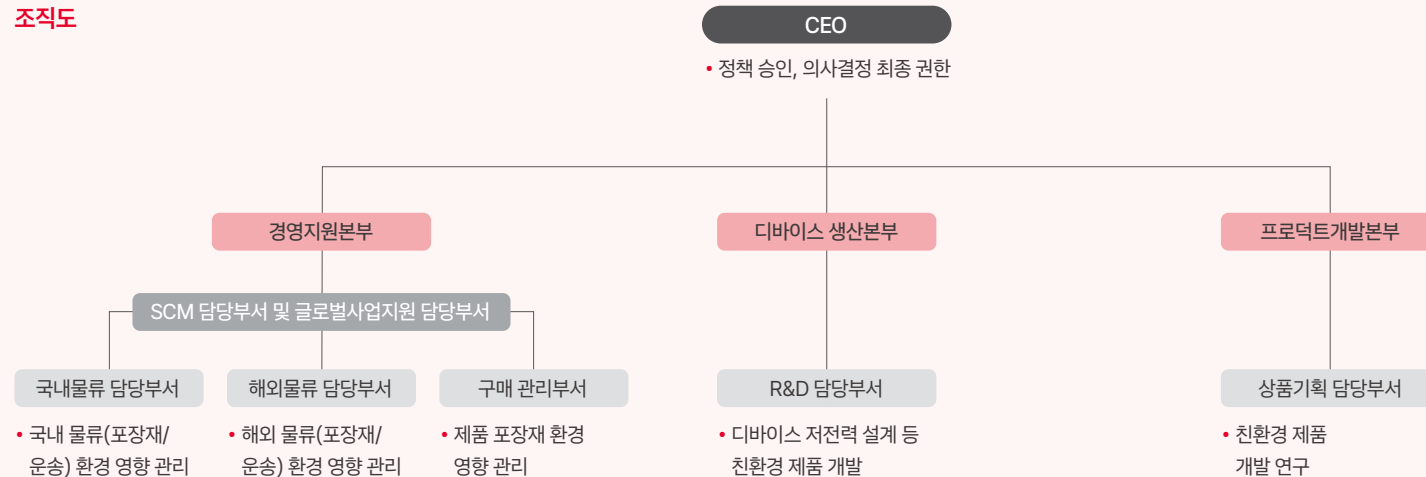 조직도
CEO
• 정책 승인, 의사결정 최종 권한
경영지원본부
디바이스 생산본부
프로덕트개발본부
SCM 담당부서 및 글로벌사업지원 담당부서
국내물류 담당부서
해외물류 담당부서
구매 관리부서
R&D 담당부서
상품기획 담당부서
• 국내 물류(포장재/
운송) 환경 영향 관리
• 해외 물류(포장재/
운송) 환경 영향 관리
• 제품 포장재 환경
영향 관리
• 디바이스 저전력 설계 등
친환경 제품 개발
• 친환경 제품
개발 연구